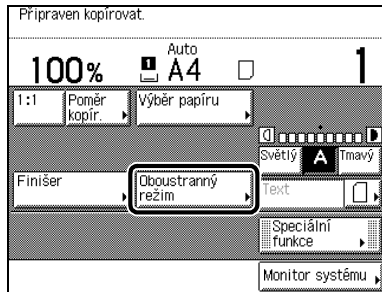 Připraven kopírovat.
Auto
100% 1 A4 1
1:1 Poměr
kopír.
Výběr papíru
Světlý A Tmavý
Finišer
Oboustranný
režim
Text
Speciální
funkce
Monitor systému